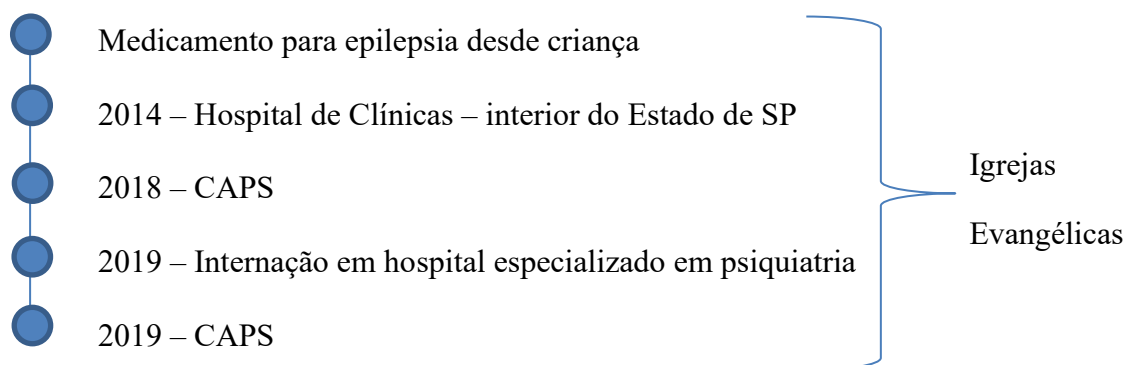 Medicamento para epilepsia desde criança
2014 – Hospital de Clínicas – interior do Estado de SP
2018 – CAPS
2019 – Internação em hospital especializado em psiquiatria
2019 – CAPS
Igrejas
Evangélicas